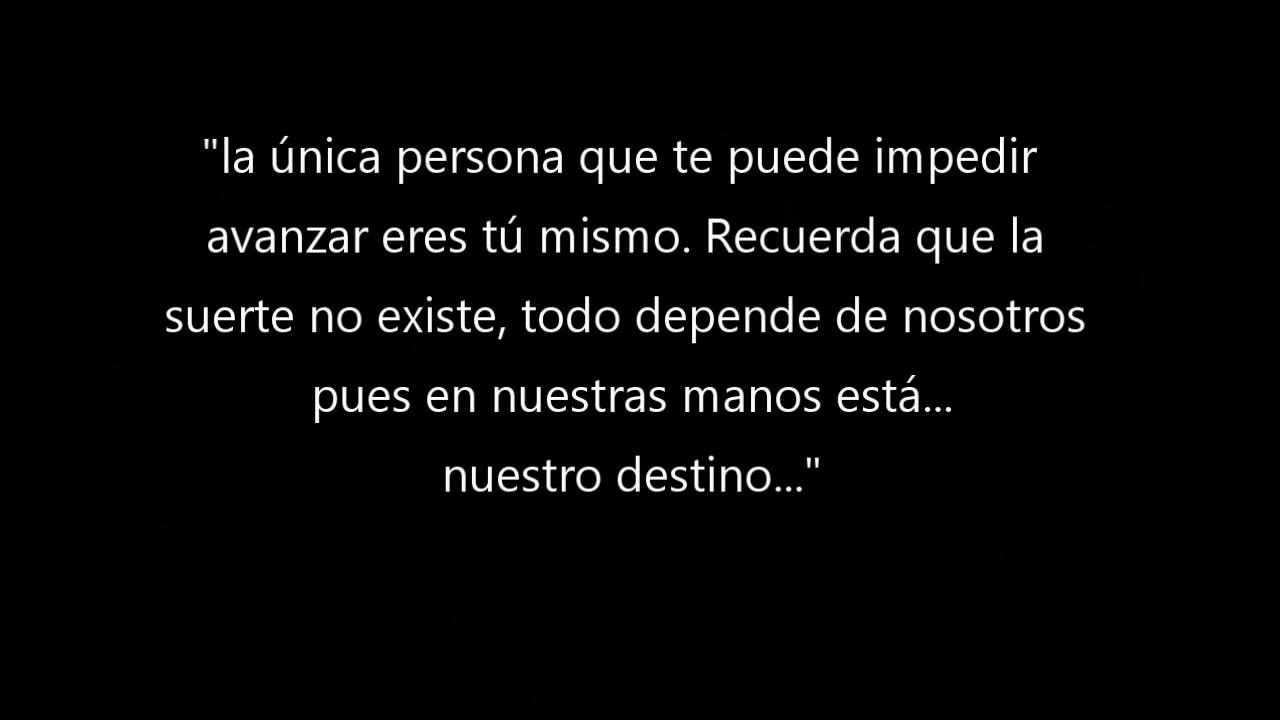 "la única persona que te puede impedir
avanzar eres tú mismo. Recuerda que la
suerte no existe, todo depende de nosotros
pues en nuestras manos está...
nuestro destino..."